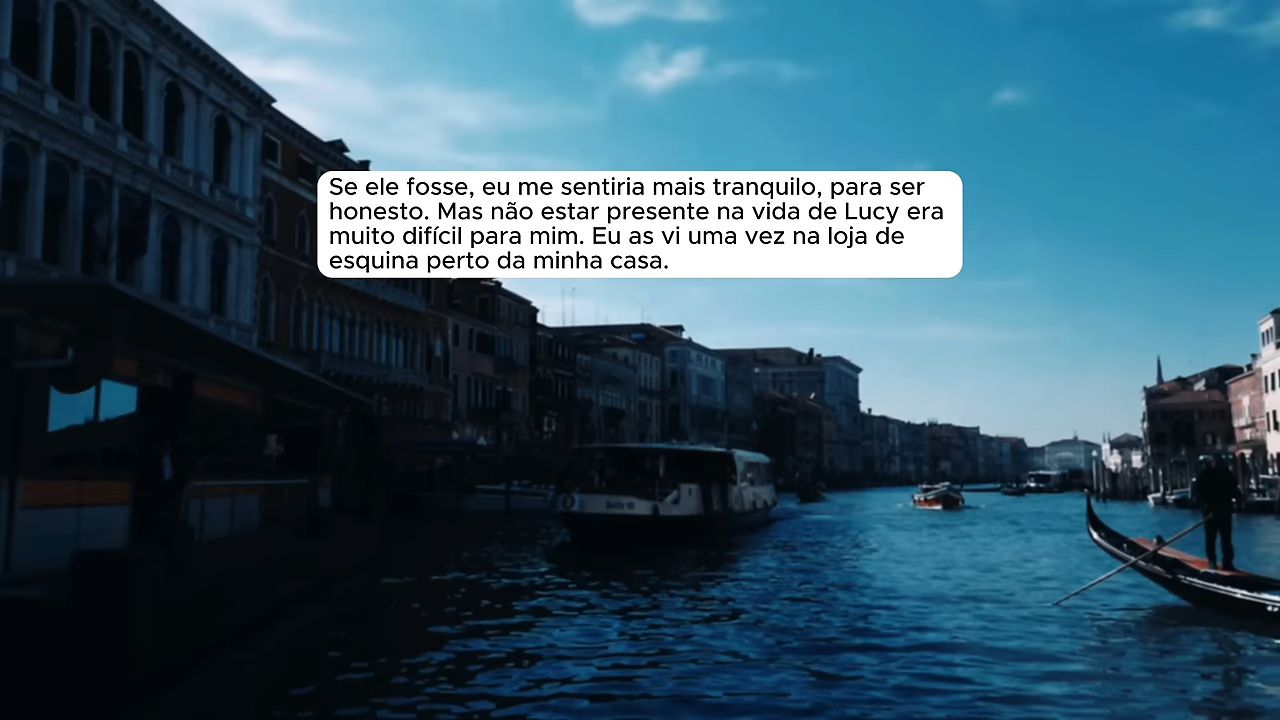 Se ele fosse, eu me sentiria mais tranquilo, para ser
honesto. Mas não estar presente na vida de Lucy era
muito difícil para mim. Eu as vi uma vez na loja de
esquina perto da minha casa.